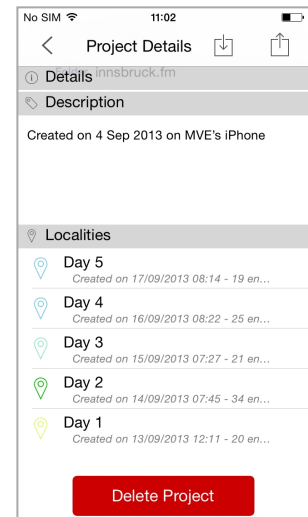 No SIM 11:02
Project Details
Folder innsbruck.fm
Details
Description
Created on 4 Sep 2013 on MVE's iPhone
Localities
Day 5
Created on 17/09/2013 08:14 - 19 en...
Day 4
Created on 16/09/2013 08:22 - 25 en...
Day 3
Created on 15/09/2013 07:27 - 21 en...
Day 2
Created on 14/09/2013 07:45 - 34 en...
Day 1
Created on 13/09/2013 12:11 - 20 en...
Delete Project